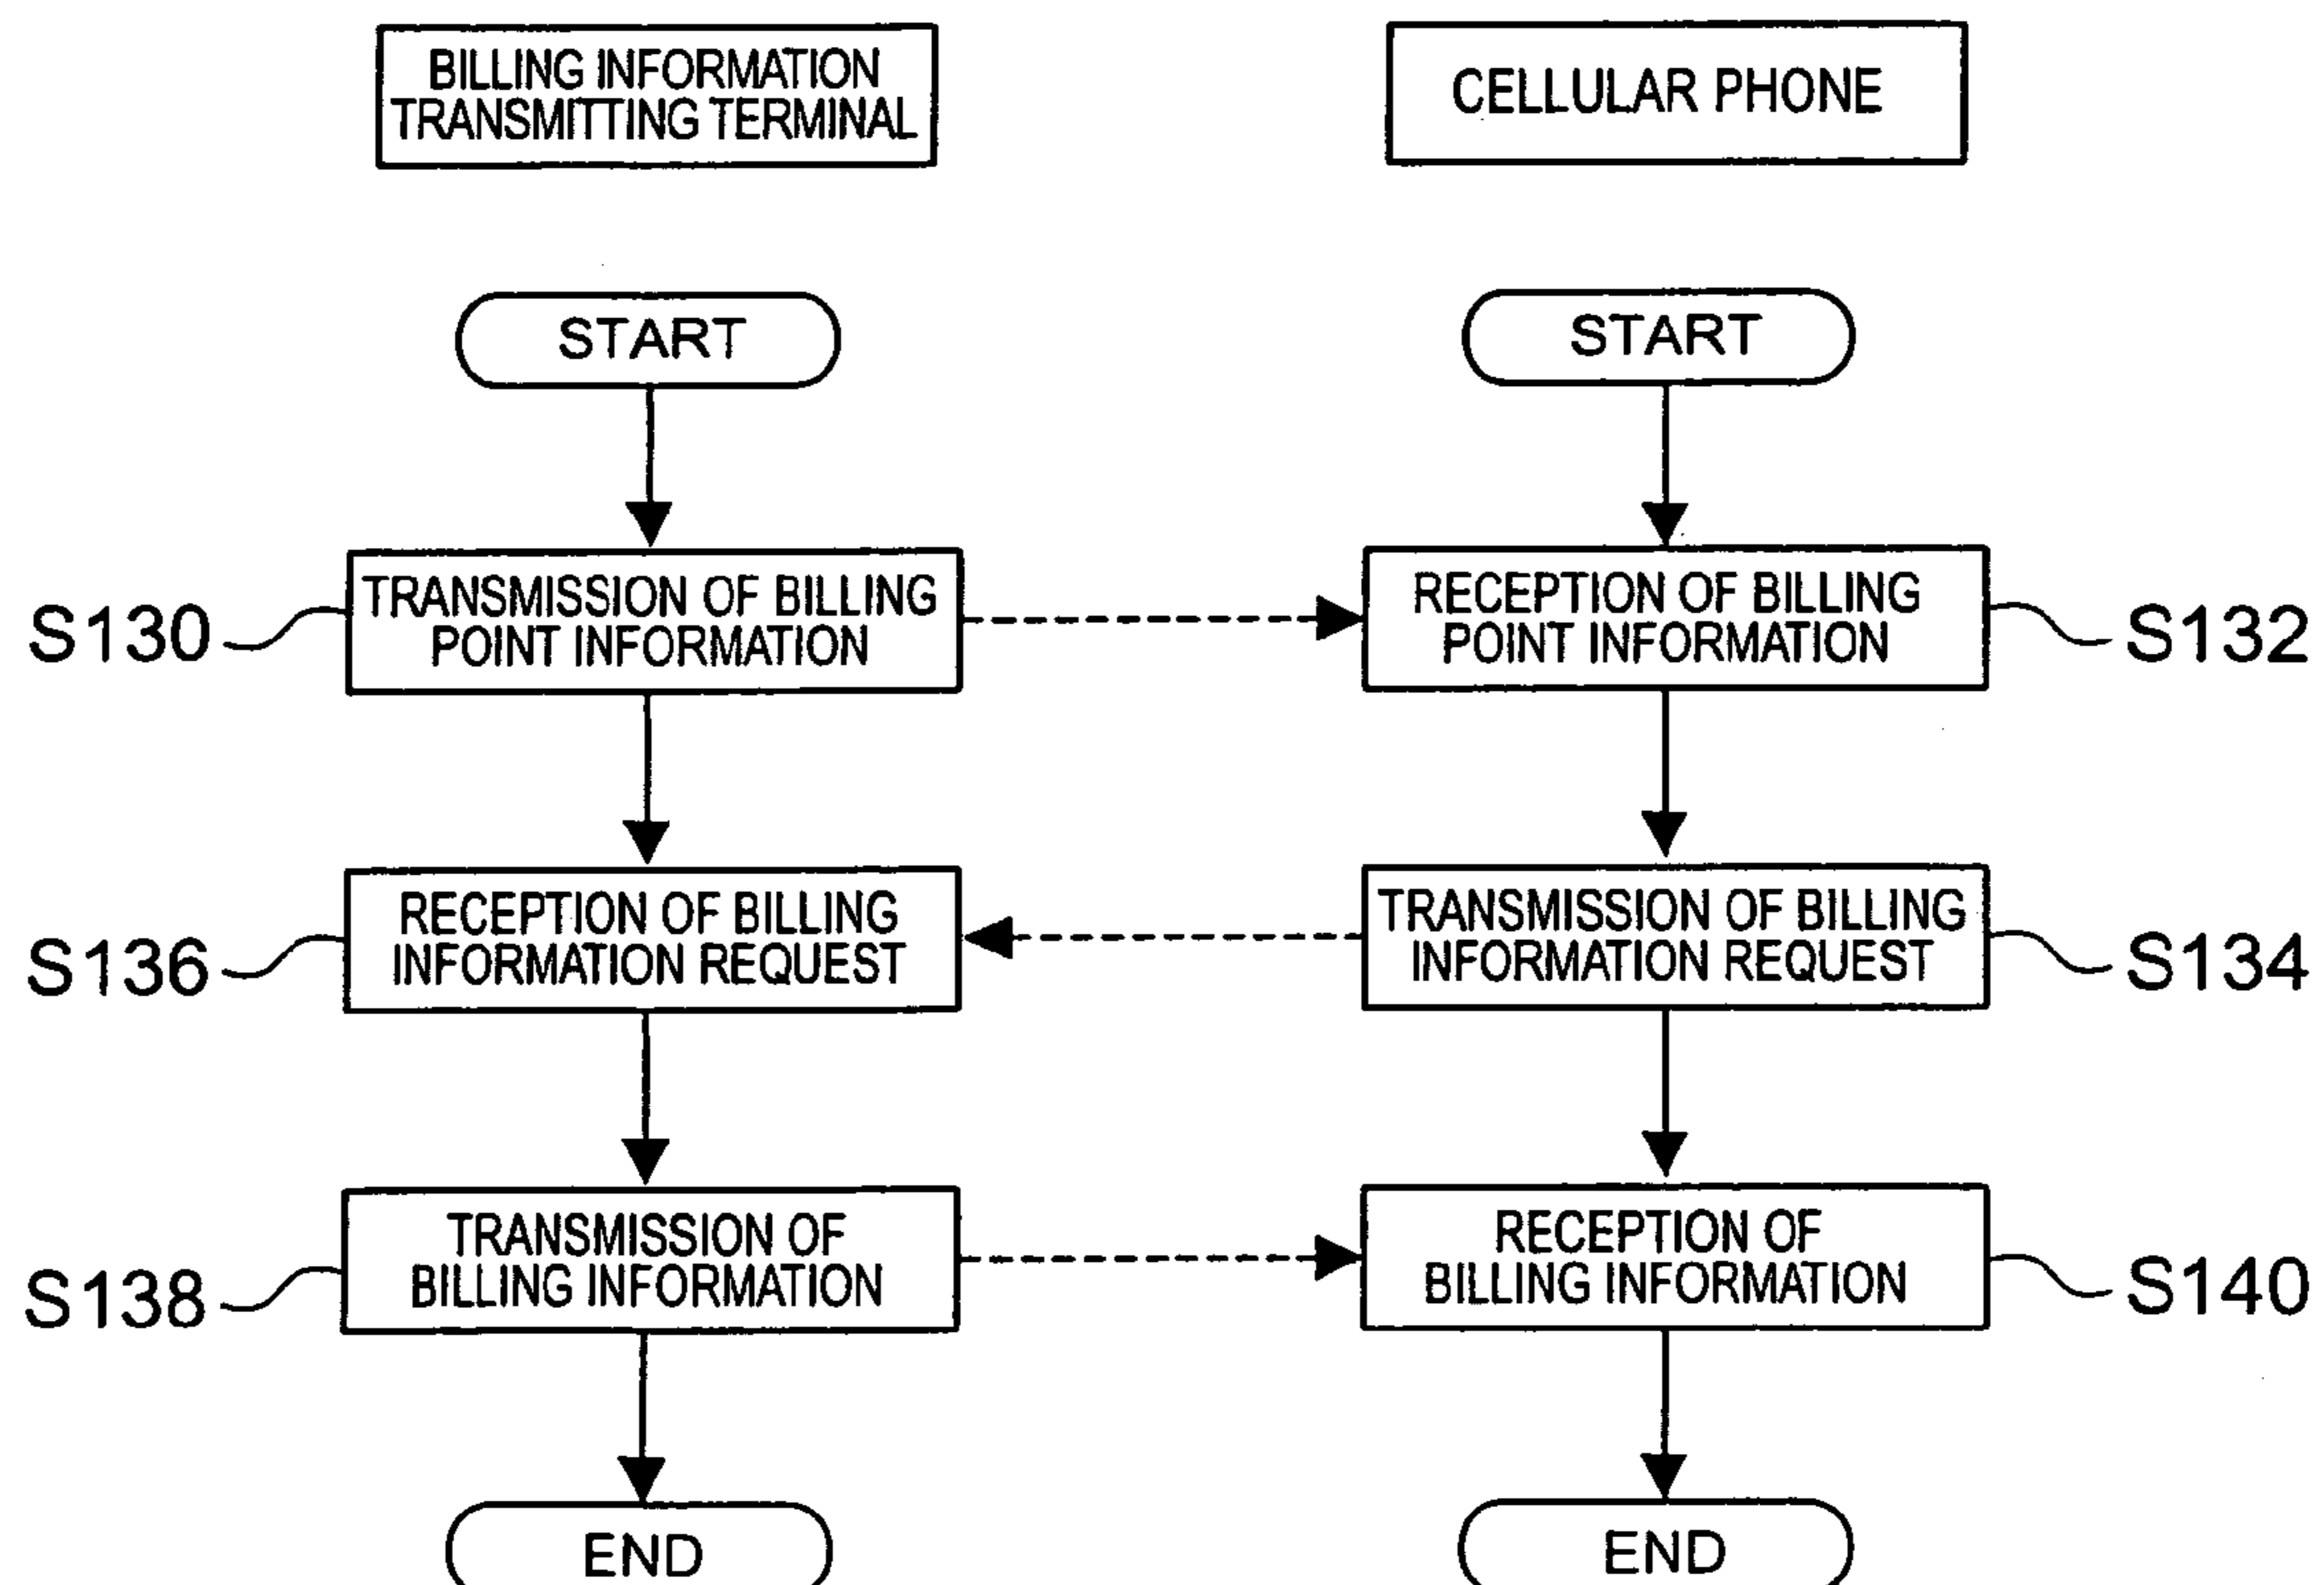 BILLING INFORMATION
TRANSMITTING TERMINAL
CELLULAR PHONE
START
START
S130
TRANSMISSION OF BILLING
POINT INFORMATION
RECEPTION OF BILLING
POINT INFORMATION
S132
S136
RECEPTION OF BILLING
INFORMATION REQUEST
TRANSMISSION OF BILLING
INFORMATION REQUEST
S134
S138
TRANSMISSION OF
BILLING INFORMATION
RECEPTION OF
BILLING INFORMATION
S140
END
END